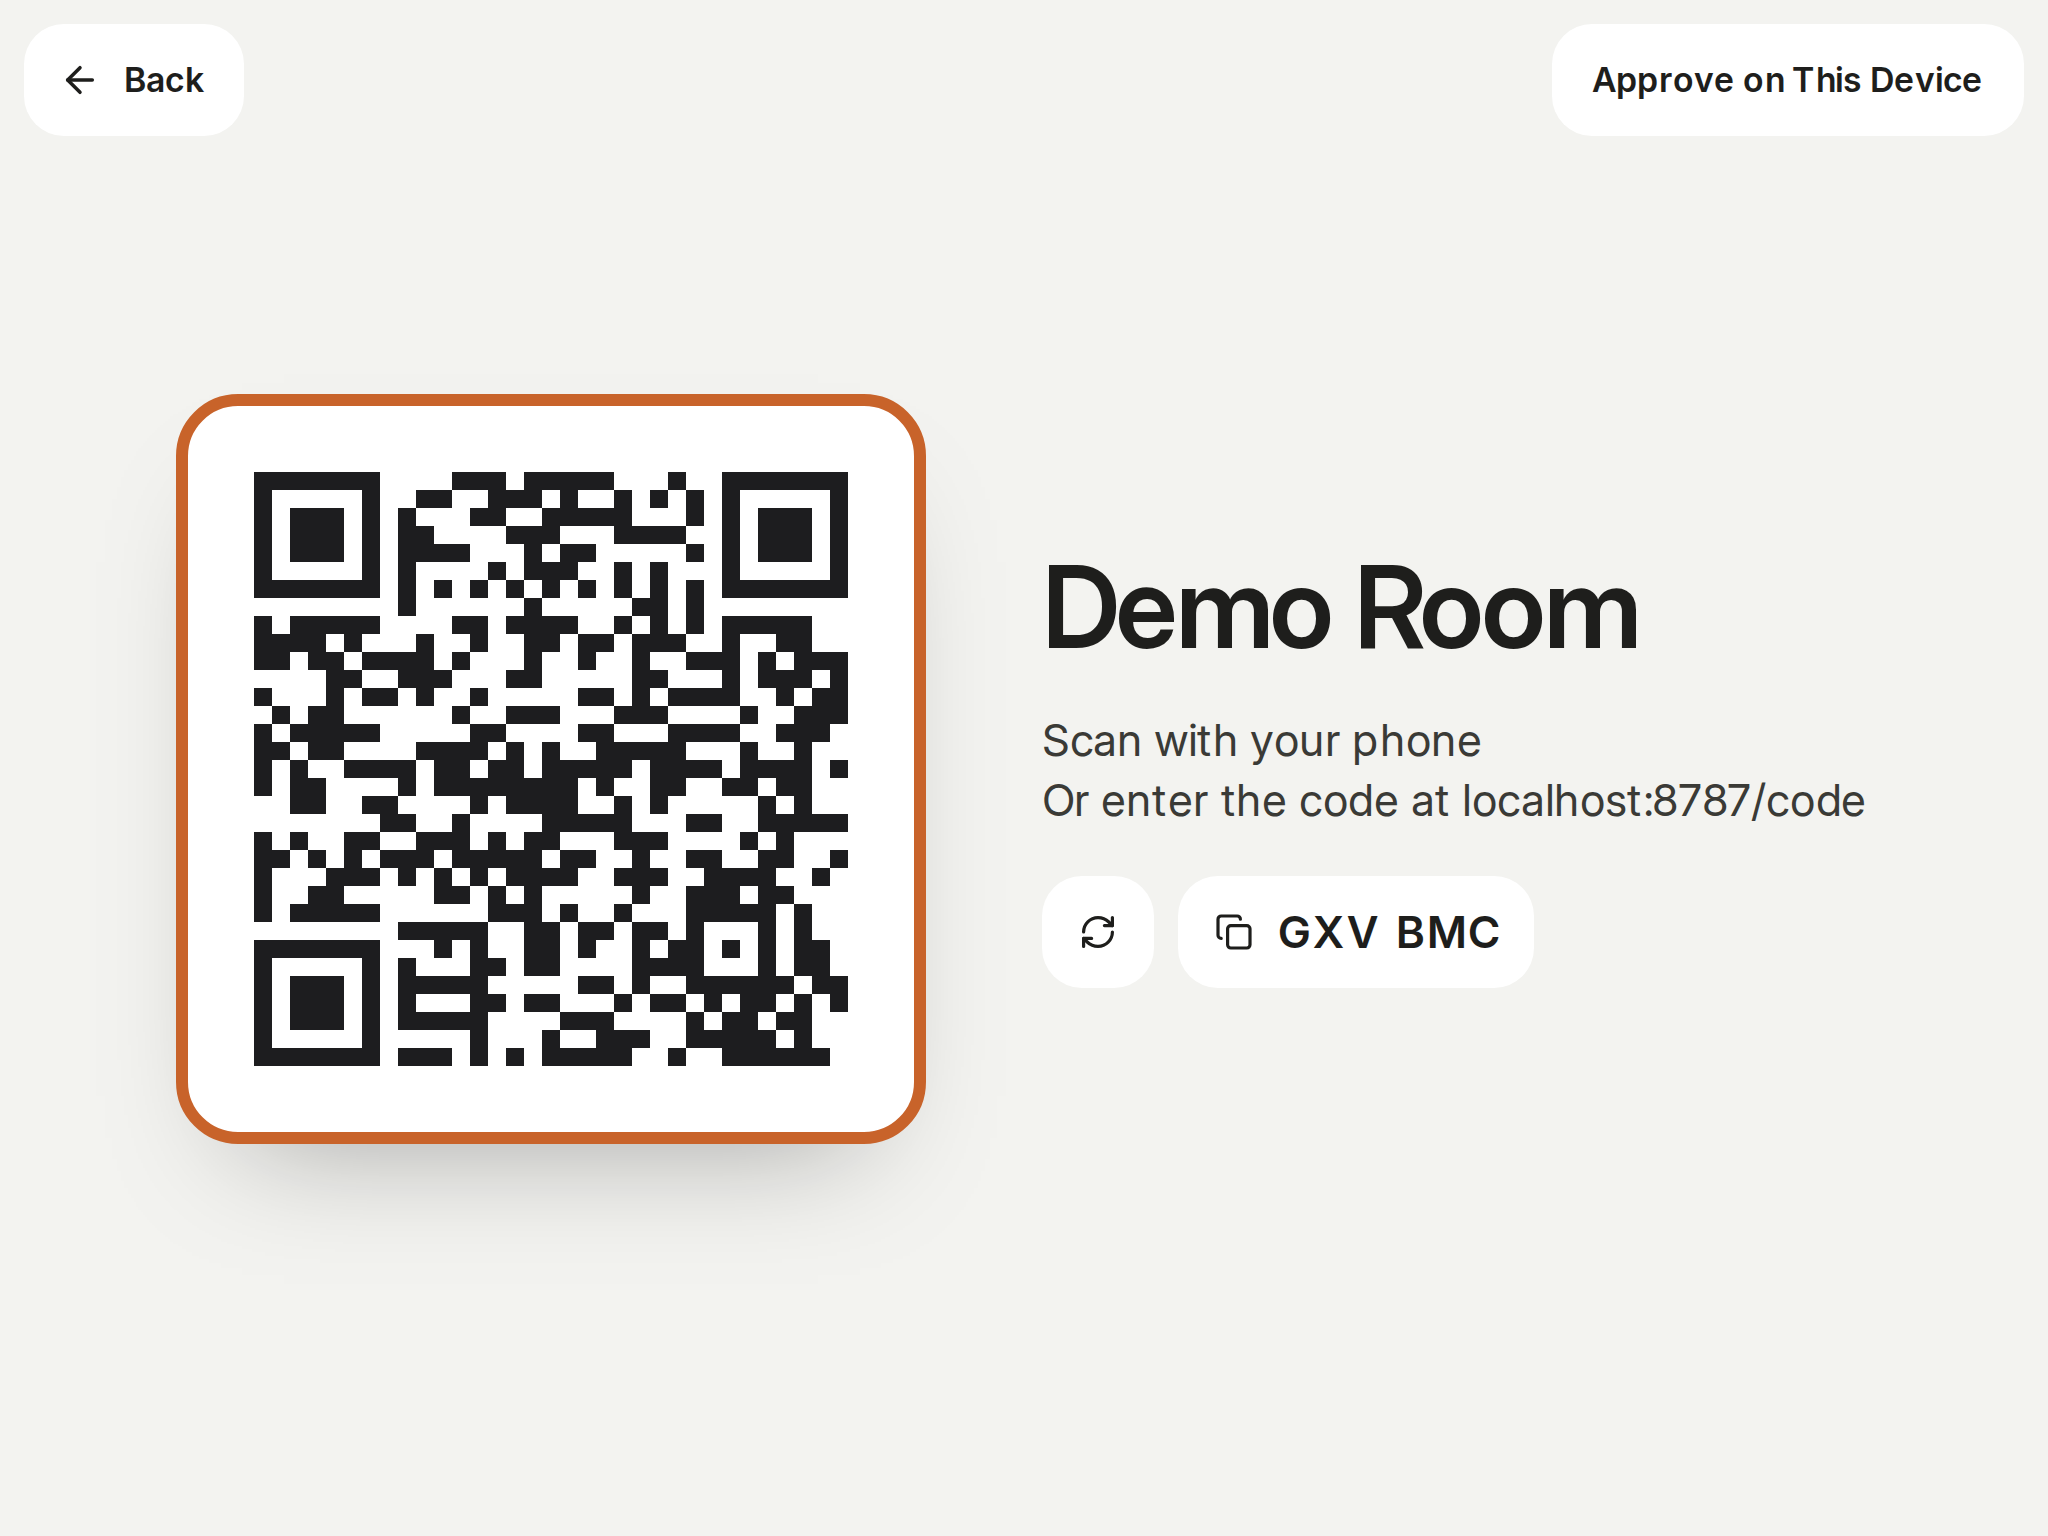 Back
Approve on This Device
Demo Room
Scan with your phone
Or enter the code at localhost:8787/code
GXV BMC